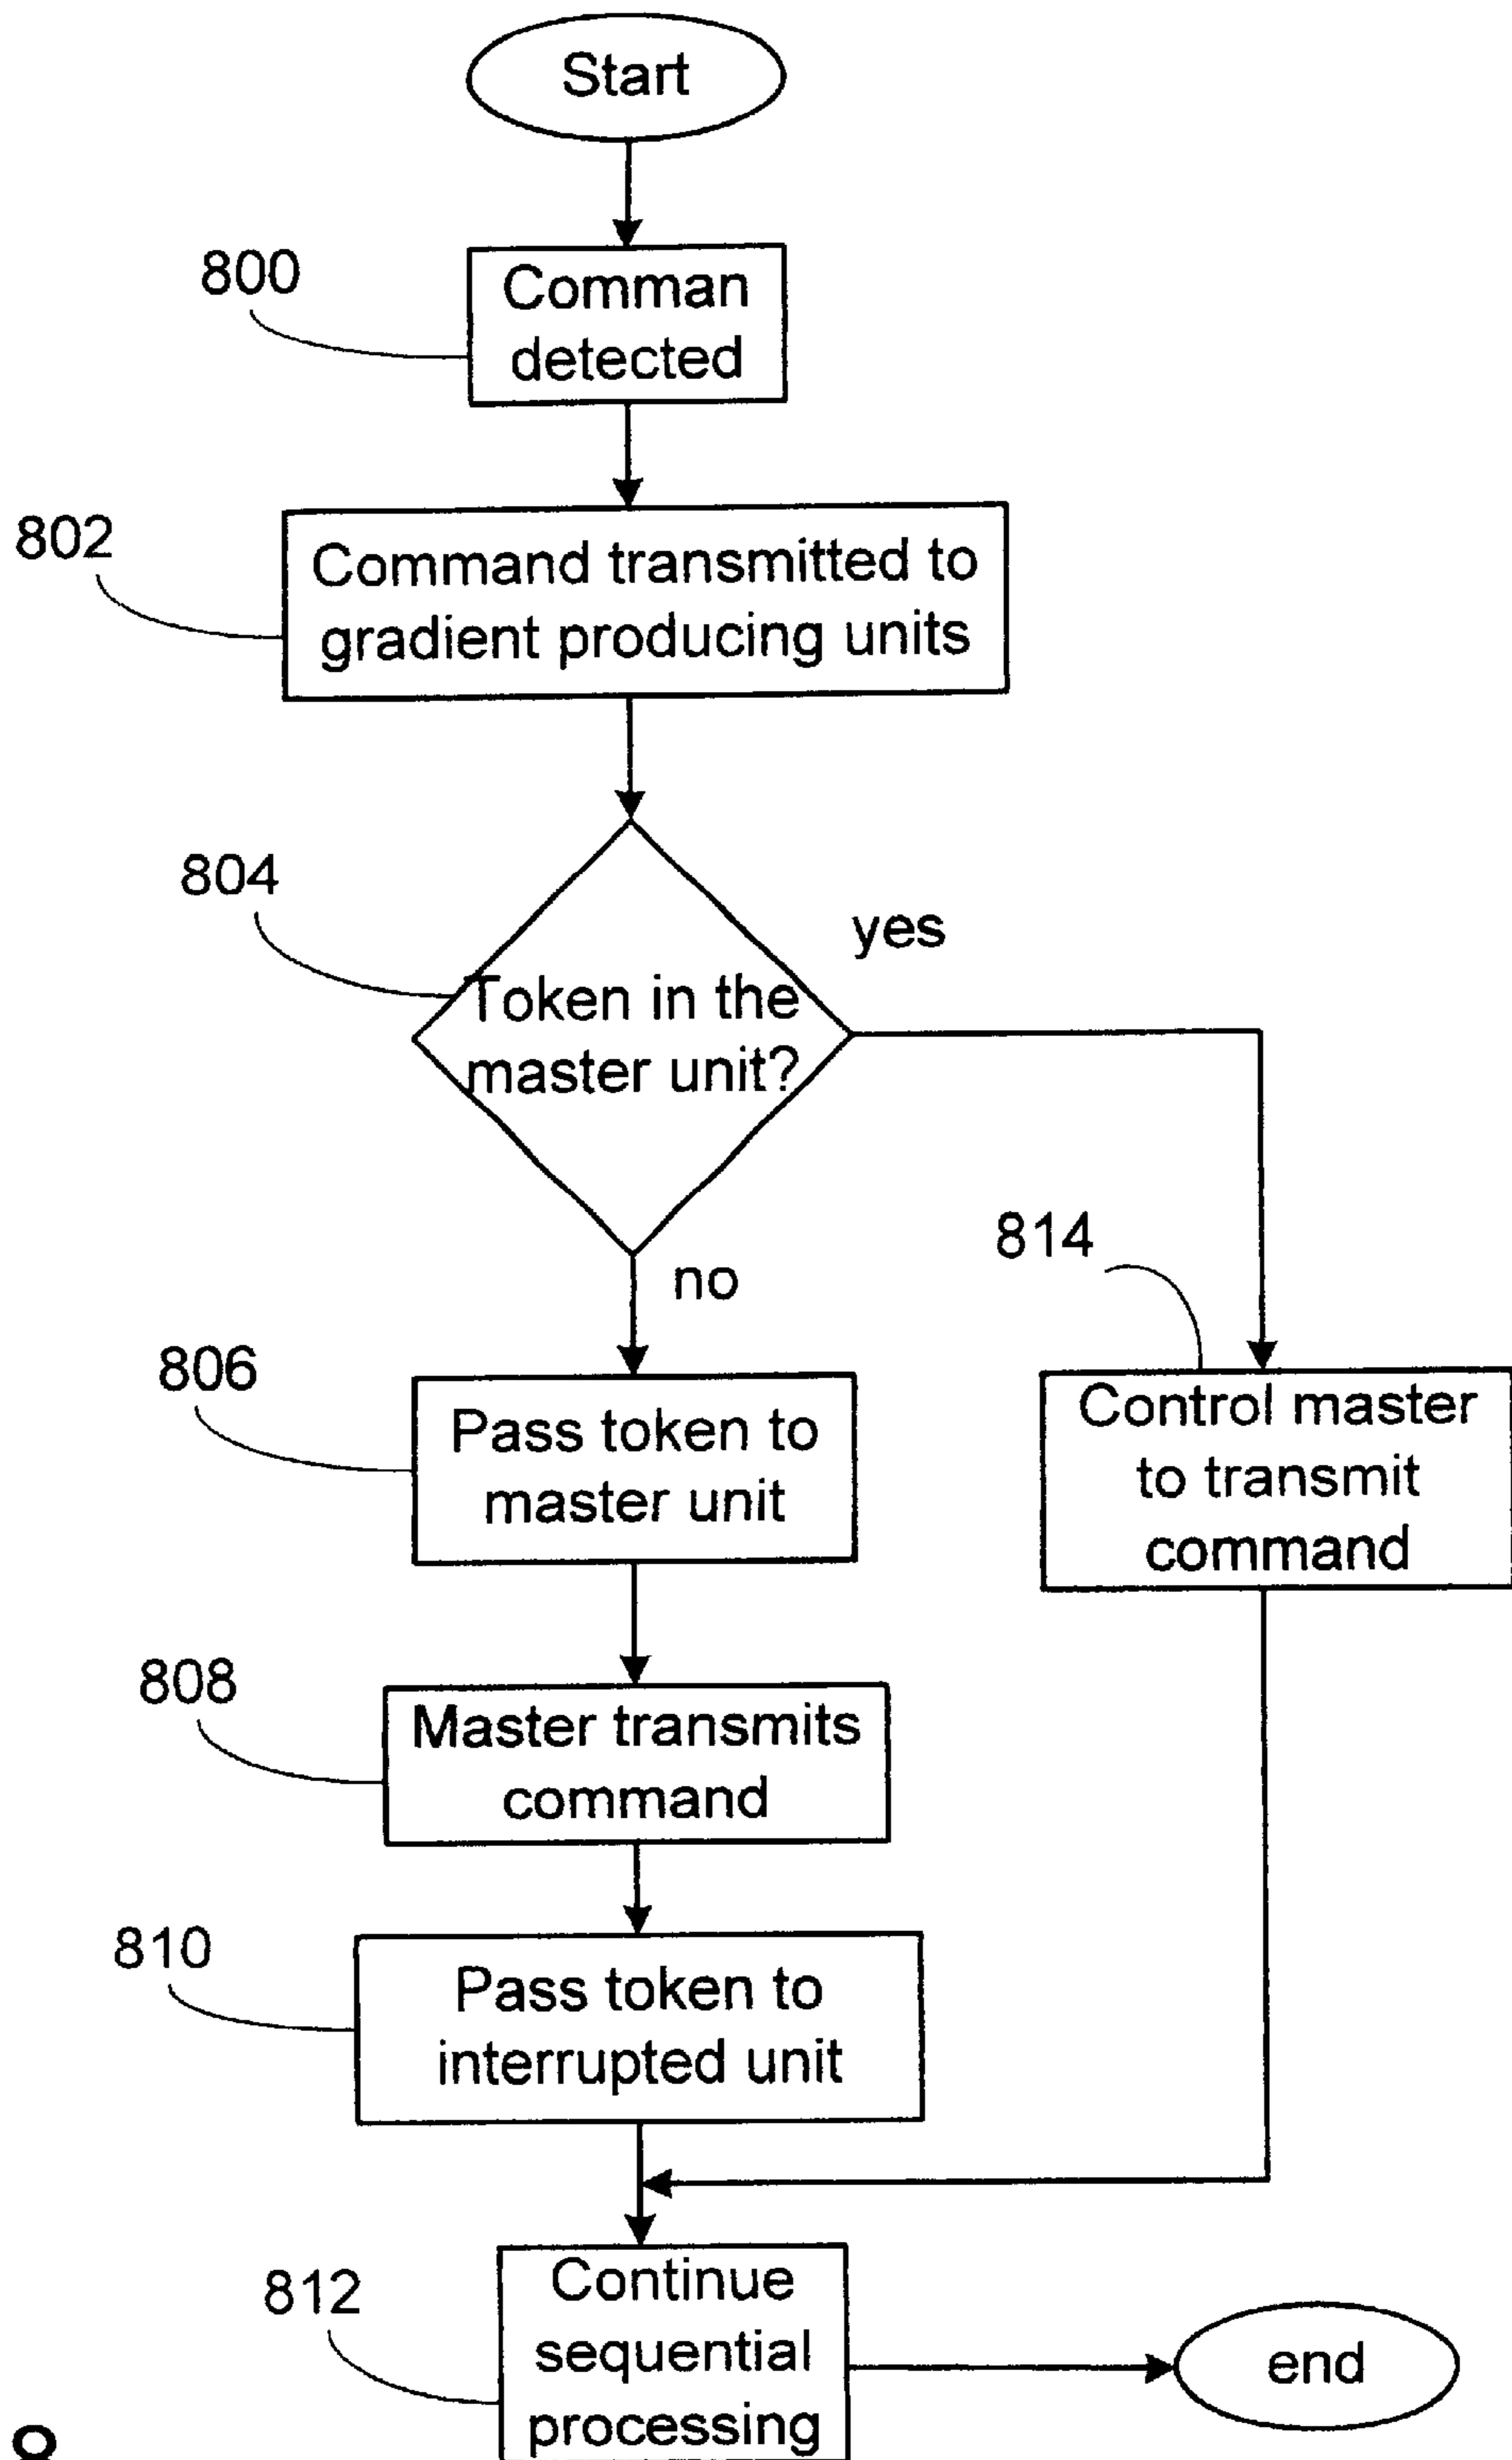 Start
800
Comman
detected
802
Command transmitted to
gradient producing units
804
yes
Token in the
master unit?
no
814
806
Pass token to
master unit
Control master
to transmit
command
808
Master transmits
command
810
Pass token to
interrupted unit
812
Continue
sequential
processing
end
8